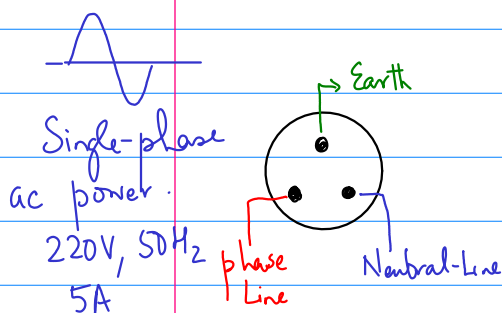 Earth
Single-phase
ac power.
220V, 50Hz
5A
phase
Line
Neutral-Line